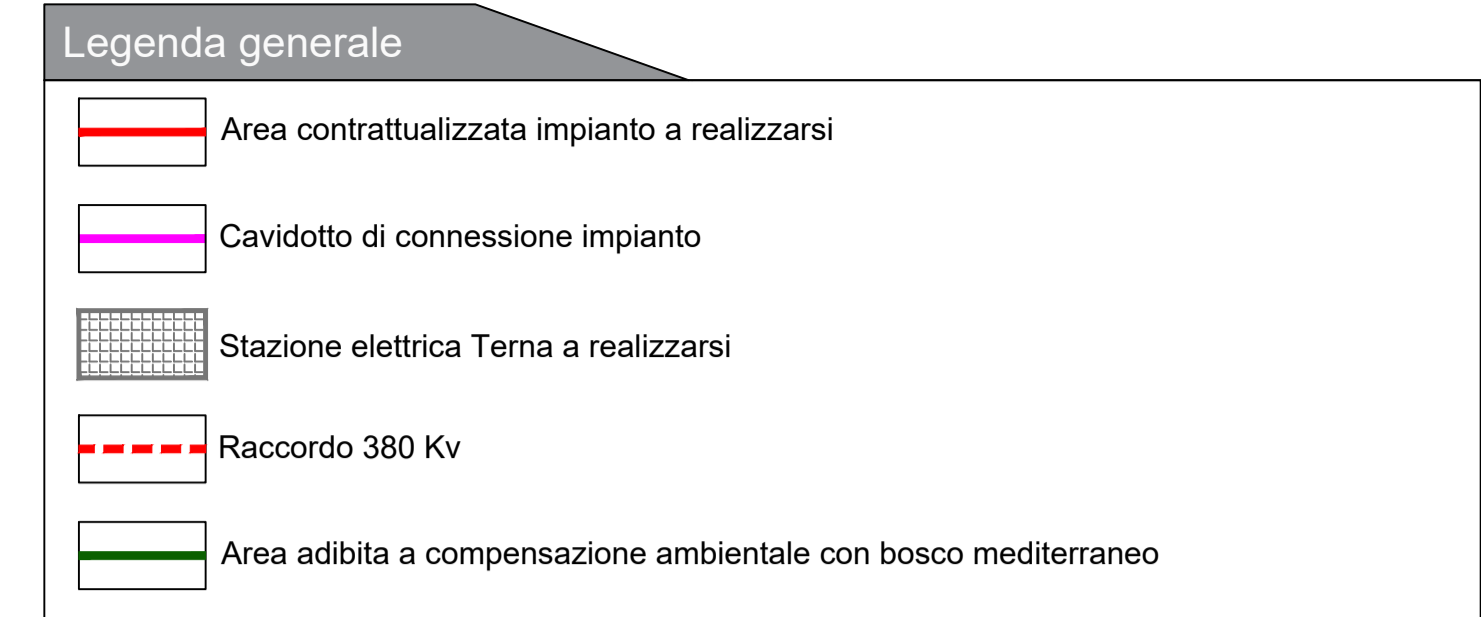 Legenda generale
Area contrattualizzata impianto a realizzarsi
Cavidotto di connessione impianto
Stazione elettrica Terna a realizzarsi
Raccordo 380 Kv
Area adibita a compensazione ambientale con bosco mediterraneo